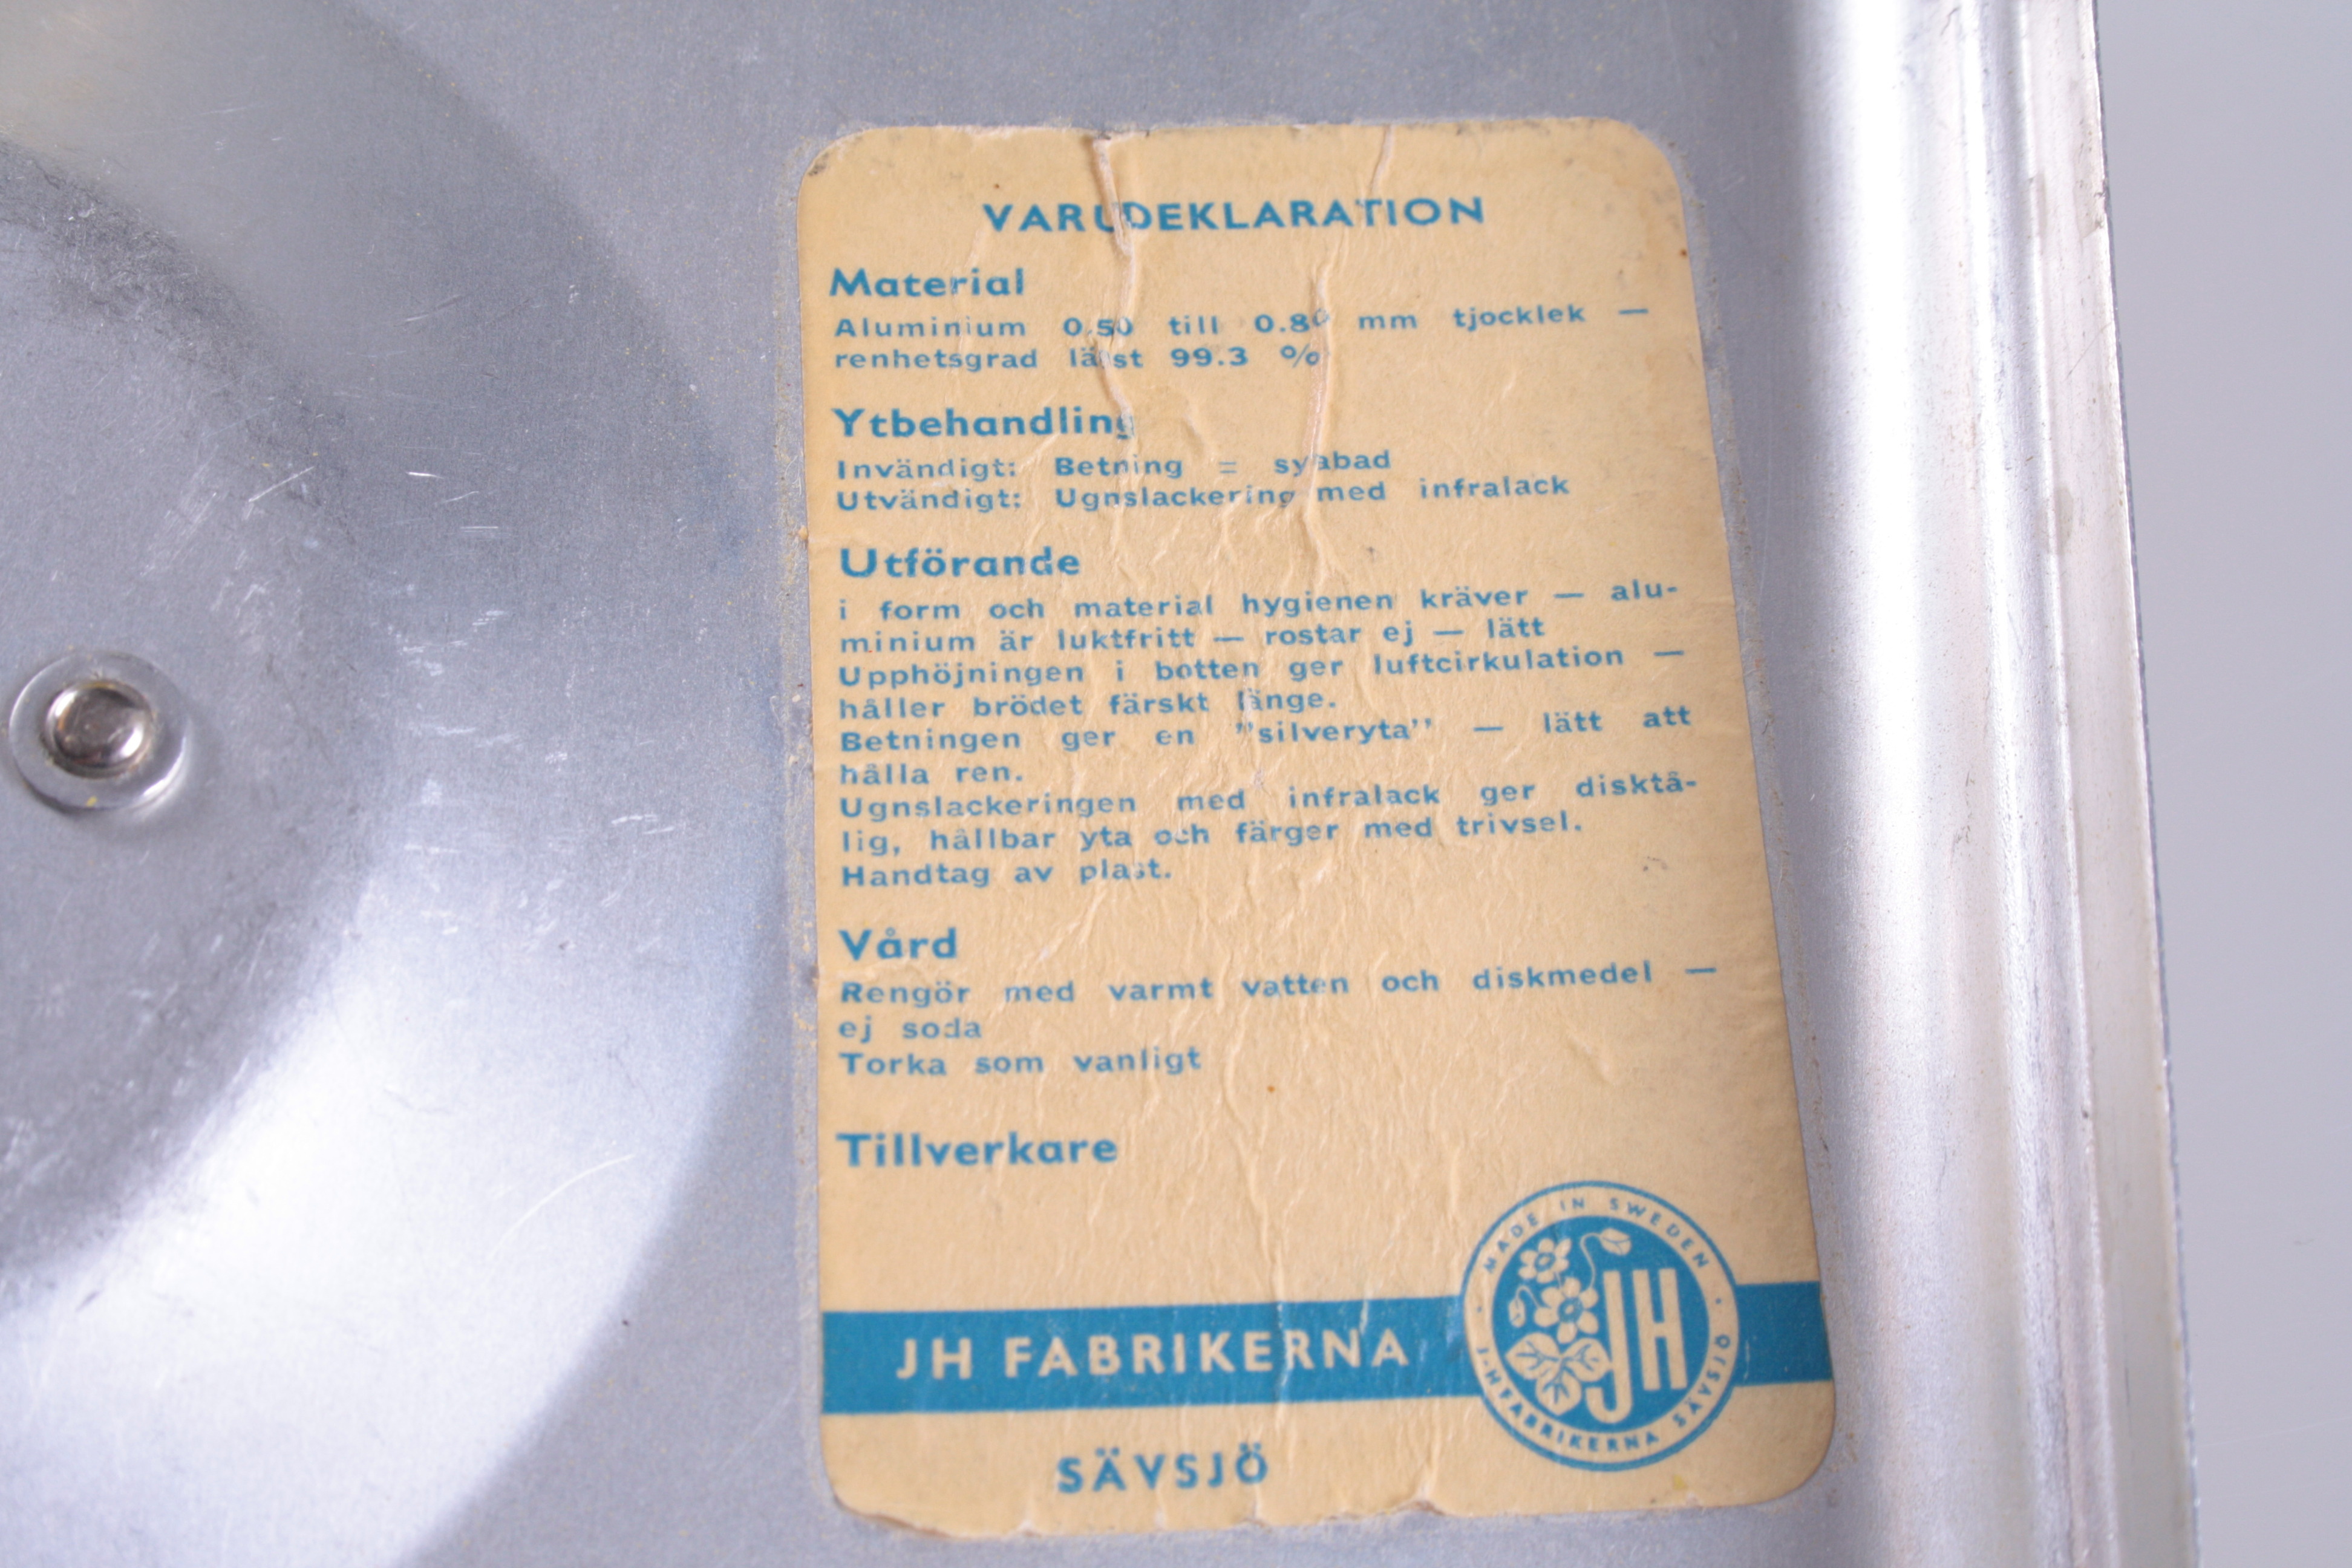 VARUDEKLARATION
Material
Aluminium 0,50 till 0.80 mm tjocklek —
renhetsgrad lägst 99.3 %
Ytbehandling
Invändigt: Betning = syrabad
Utvändigt: Ugnslackering med infralack
Utförande
i form och material hygienen kräver — alu-
minium är luktfritt — rostar ej — lätt
Upphöjningen i botten ger luftcirkulation —
håller brödet färskt länge.
Betningen ger en ”silveryta” — lätt att
hålla ren.
Ugnslackeringen med infralack ger disktå-
lig, hållbar yta och färger med trivsel.
Handtag av plast.
Vård
Rengör med varmt vatten och diskmedel —
ej soda
Torka som vanligt
Tillverkare
JH FABRIKERNA
SÄVSJÖ
MADE IN SWEDEN
JH
J-H FABRIKERNA SÄVSJÖ